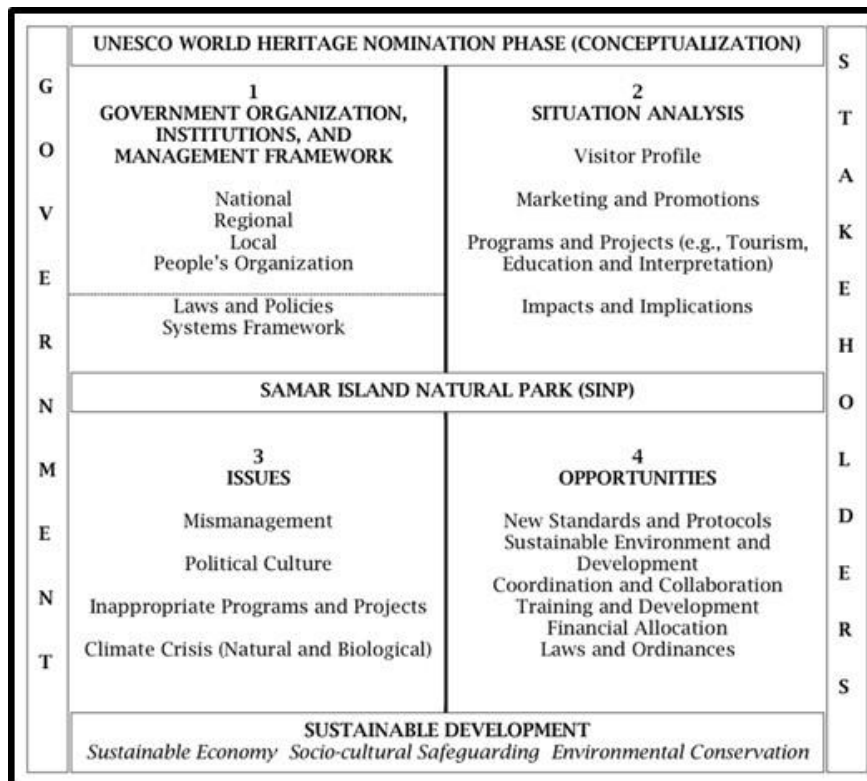 UNESCO WORLD HERITAGE NOMINATION PHASE (CONCEPTUALIZATION)
GOVERNMENT
1
GOVERNMENT ORGANIZATION,
INSTITUTIONS, AND
MANAGEMENT FRAMEWORK
National
Regional
Local
People's Organization
Laws and Policies
Systems Framework
2
SITUATION ANALYSIS
Visitor Profile
Marketing and Promotions
Programs and Projects (e.g., Tourism,
Education and Interpretation)
Impacts and Implications
SAMAR ISLAND NATURAL PARK (SINP)
3
ISSUES
Mismanagement
Political Culture
Inappropriate Programs and Projects
Climate Crisis (Natural and Biological)
4
OPPORTUNITIES
New Standards and Protocols
Sustainable Environment and
Development
Coordination and Collaboration
Training and Development
Financial Allocation
Laws and Ordinances
STAKEHOLDERS
SUSTAINABLE DEVELOPMENT
Sustainable Economy Socio-cultural Safeguarding Environmental Conservation